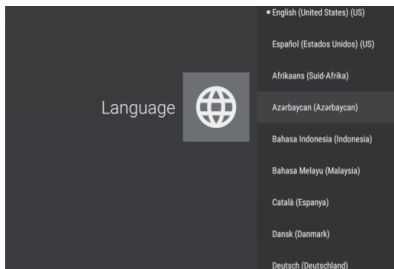 Language
English (United States) (US)
Español (Estados Unidos) (US)
Afrikaans (Suid-Afrika)
Azərbaycan (Azərbaycan)
Bahasa Indonesia (Indonesia)
Bahasa Melayu (Malaysia)
Català (Espanya)
Dansk (Danmark)
Deutsch (Deutschland)